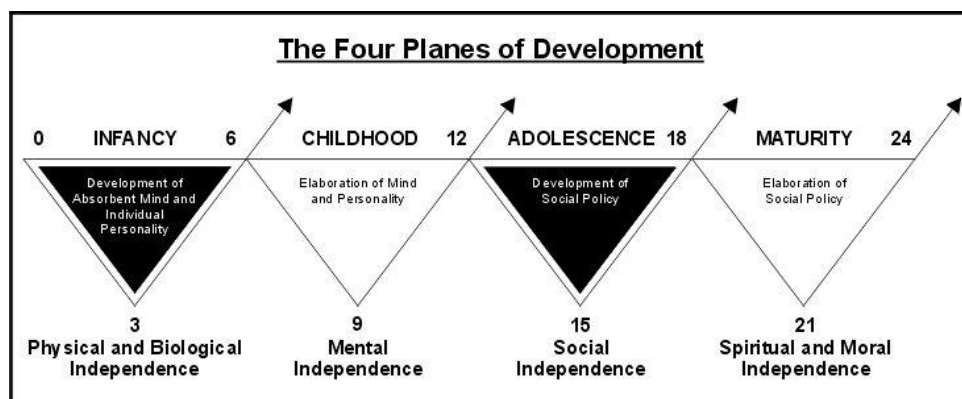 The Four Planes of Development
0 INFANCY 6 CHILDHOOD 12 ADOLESCENCE 18 MATURITY 24
Development of
Absorbent Mind and
Individual
Personality
Elaboration of Mind
and Personality
Development of
Social Policy
Elaboration of
Social Policy
3
Physical and Biological
Independence
9
Mental
Independence
15
Social
Independence
21
Spiritual and Moral
Independence